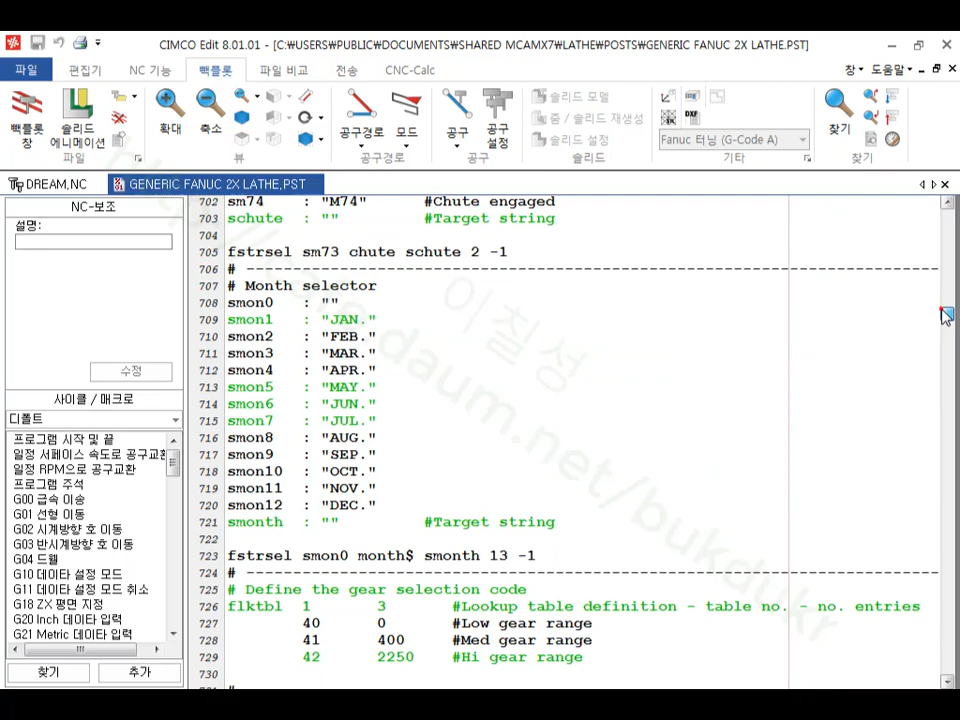 CIMCO Edit 8.01.01 - [C:₩USERS₩PUBLIC₩DOCUMENTS₩SHARED MCAMX7₩LATHE₩POSTS₩GENERIC FANUC 2X LATHE.PST]
파일 편집기 NC 기능 백플롯 파일 비교 전송 CNC-Calc 창 도움말
백플롯 창
솔리드 에니메이션
파일
확대
축소
뷰
공구경로
모드
공구경로
공구
공구 설정
공구
솔리드 모델
줌 / 솔리드 재생성
솔리드 설정
솔리드
DXF
Fanuc 터닝 (G-Code A)
기타
찾기
찾기
DREAM.NC
GENERIC FANUC 2X LATHE.PST
NC-보조
설명:
수정
사이클 / 매크로
디폴트
프로그램 시작 및 끝
일정 서페이스 속도로 공구교환
일정 RPM으로 공구교환
프로그램 주석
G00 급속 이송
G01 선형 이동
G02 시계방향 호 이동
G03 반시계방향 호 이동
G04 드웰
G10 데이타 설정 모드
G11 데이타 설정 모드 취소
G18 ZX 평면 지정
G20 Inch 데이타 입력
G21 Metric 데이타 입력
찾기
추가
702 sm74 : "M74" #Chute engaged
703 schute : "" #Target string
704
705 fstrsel sm73 chute schute 2 -1
706 # --------------------------------------------------------------------------
707 # Month selector
708 smon0 : ""
709 smon1 : "JAN."
710 smon2 : "FEB."
711 smon3 : "MAR."
712 smon4 : "APR."
713 smon5 : "MAY."
714 smon6 : "JUN."
715 smon7 : "JUL."
716 smon8 : "AUG."
717 smon9 : "SEP."
718 smon10 : "OCT."
719 smon11 : "NOV."
720 smon12 : "DEC."
721 smonth : "" #Target string
722
723 fstrsel smon0 month$ smonth 13 -1
724 # --------------------------------------------------------------------------
725 # Define the gear selection code
726 flktbl 1 3 #Lookup table definition - table no. - no. entries
727 40 0 #Low gear range
728 41 400 #Med gear range
729 42 2250 #Hi gear range
730
이칠성